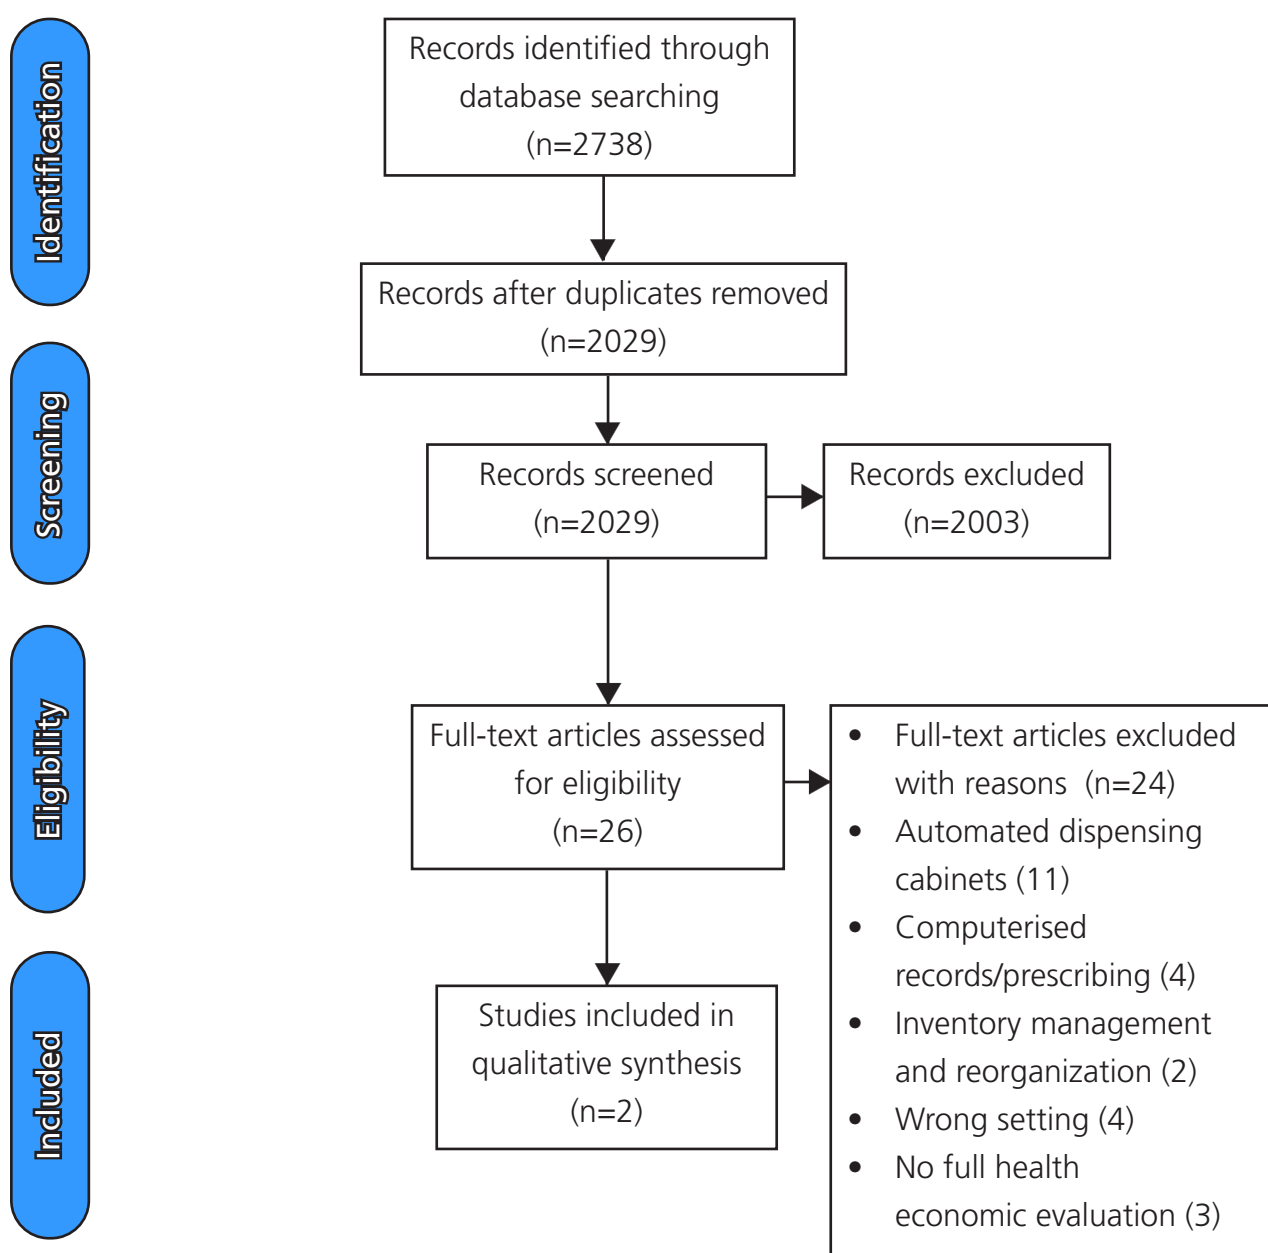 Identification
Records identified through
database searching
(n=2738)
Records after duplicates removed
(n=2029)
Screening
Records screened
(n=2029)
Records excluded
(n=2003)
Eligibility
Full-text articles assessed
for eligibility
(n=26)
• Full-text articles excluded
with reasons (n=24)
• Automated dispensing
cabinets (11)
• Computerised
records/prescribing (4)
• Inventory management
and reorganization (2)
• Wrong setting (4)
• No full health
economic evaluation (3)
Included
Studies included in
qualitative synthesis
(n=2)